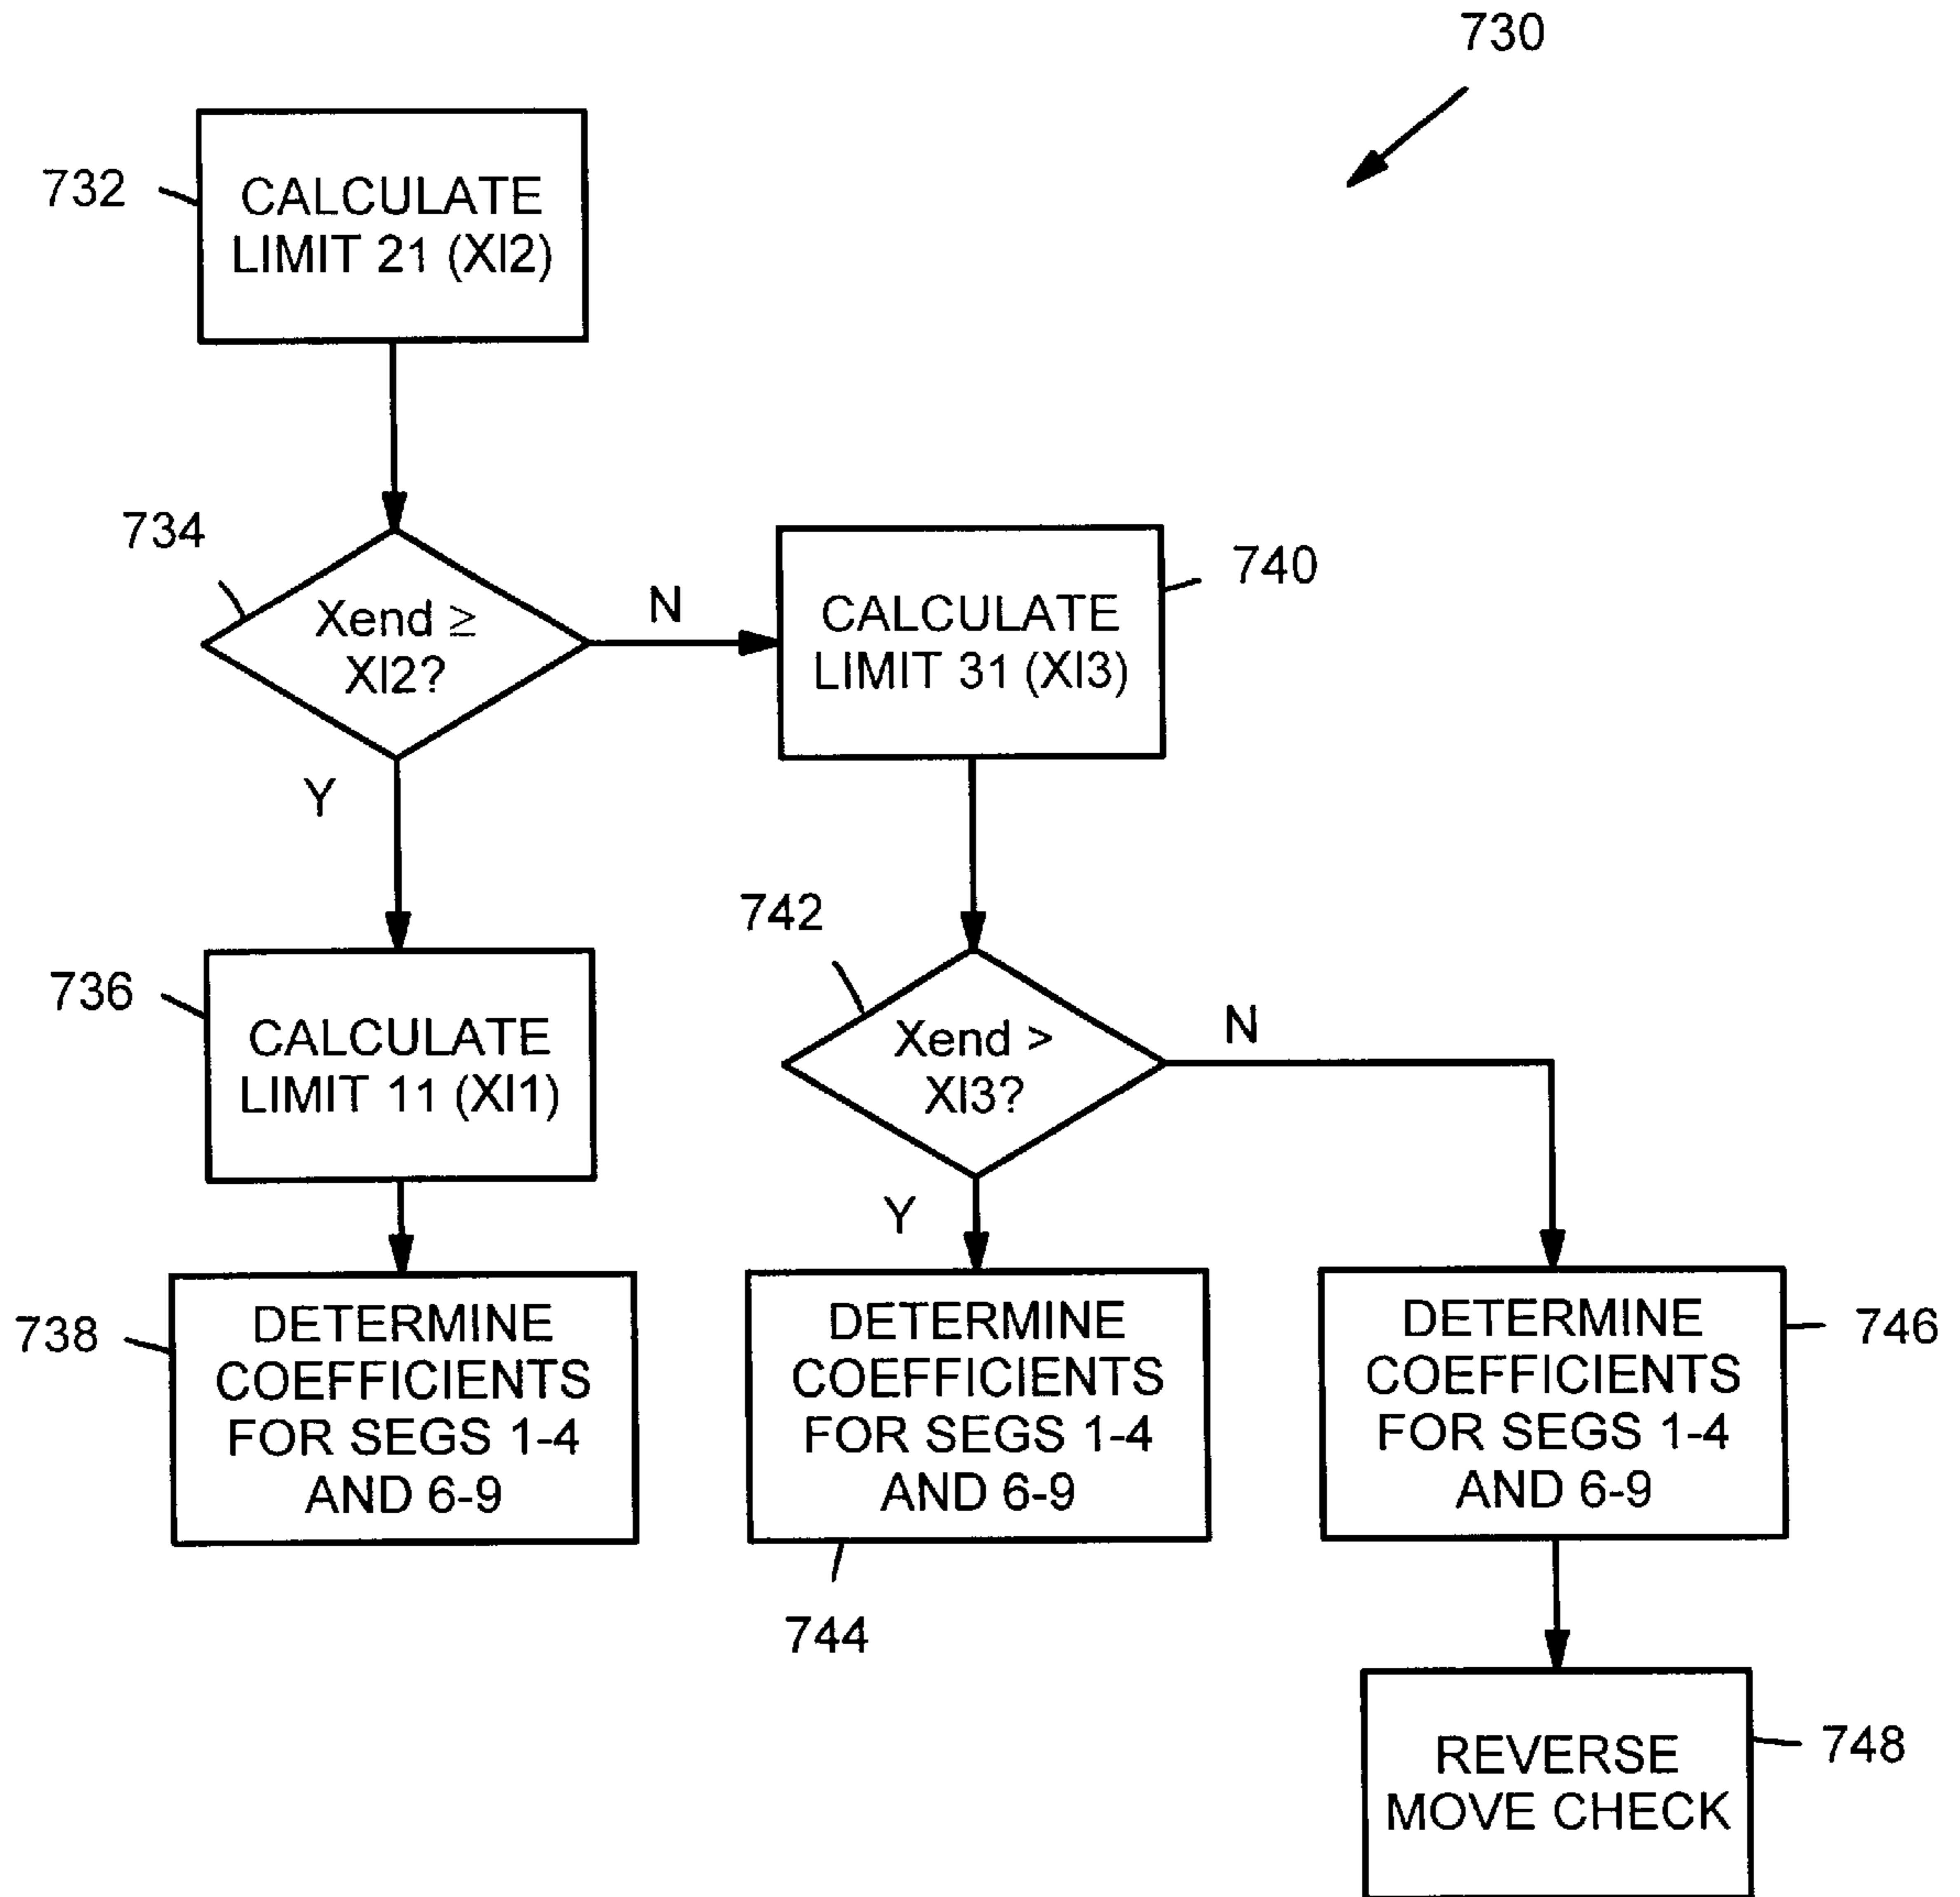 730
732
CALCULATE
LIMIT 21 (Xl2)
734
Xend ≥
Xl2?
N
Y
740
CALCULATE
LIMIT 31 (Xl3)
736
CALCULATE
LIMIT 11 (Xl1)
742
Xend >
Xl3?
N
Y
738
DETERMINE
COEFFICIENTS
FOR SEGS 1-4
AND 6-9
DETERMINE
COEFFICIENTS
FOR SEGS 1-4
AND 6-9
744
DETERMINE
COEFFICIENTS
FOR SEGS 1-4
AND 6-9
746
REVERSE
MOVE CHECK
748